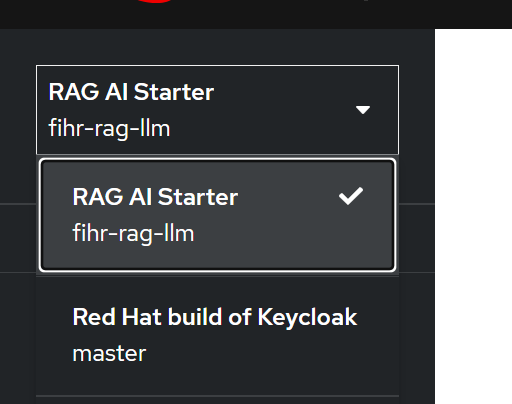 RAG AI Starter
fihr-rag-llm
RAG AI Starter
fihr-rag-llm
Red Hat build of Keycloak
master